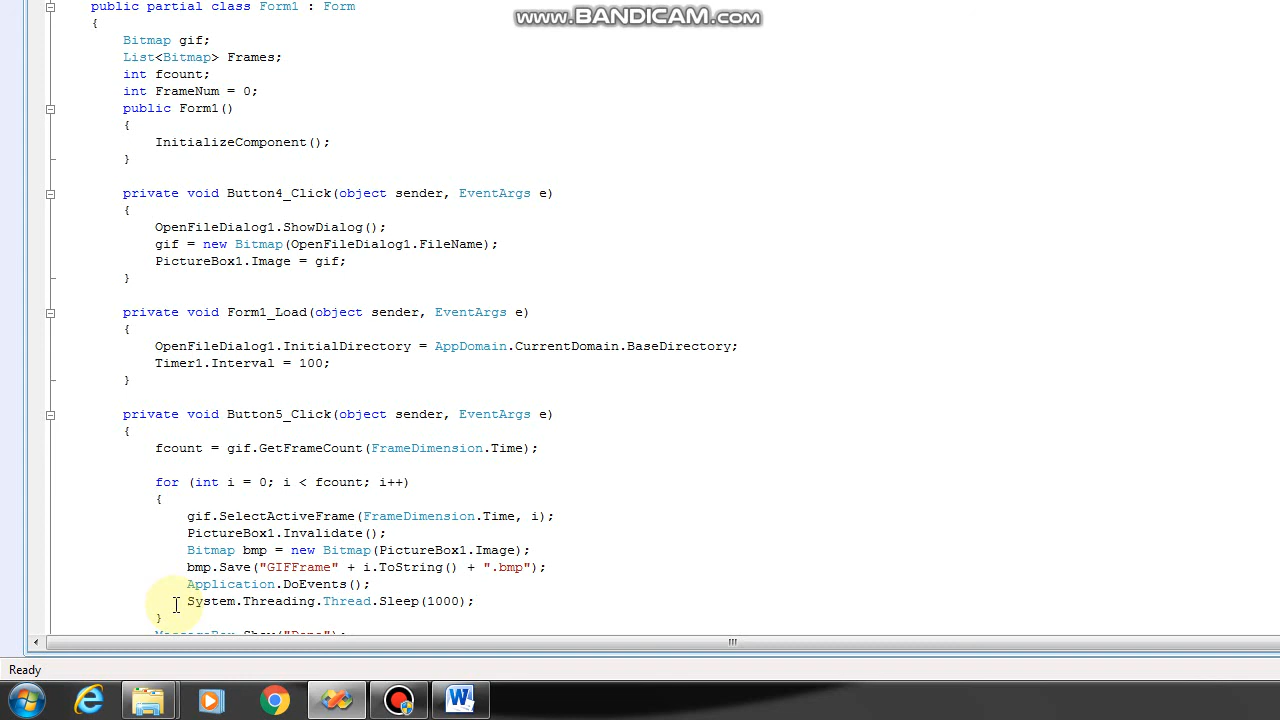 www.BANDICAM.com
public partial class Form1 : Form
{
Bitmap gif;
List<Bitmap> Frames;
int fcount;
int FrameNum = 0;
public Form1()
{
InitializeComponent();
}
private void Button4_Click(object sender, EventArgs e)
{
OpenFileDialog1.ShowDialog();
gif = new Bitmap(OpenFileDialog1.FileName);
PictureBox1.Image = gif;
}
private void Form1_Load(object sender, EventArgs e)
{
OpenFileDialog1.InitialDirectory = AppDomain.CurrentDomain.BaseDirectory;
Timer1.Interval = 100;
}
private void Button5_Click(object sender, EventArgs e)
{
fcount = gif.GetFrameCount(FrameDimension.Time);
for (int i = 0; i < fcount; i++)
{
gif.SelectActiveFrame(FrameDimension.Time, i);
PictureBox1.Invalidate();
Bitmap bmp = new Bitmap(PictureBox1.Image);
bmp.Save("GIFFrame" + i.ToString() + ".bmp");
Application.DoEvents();
System.Threading.Thread.Sleep(1000);
}
MessageBox.Show("Done");
Ready